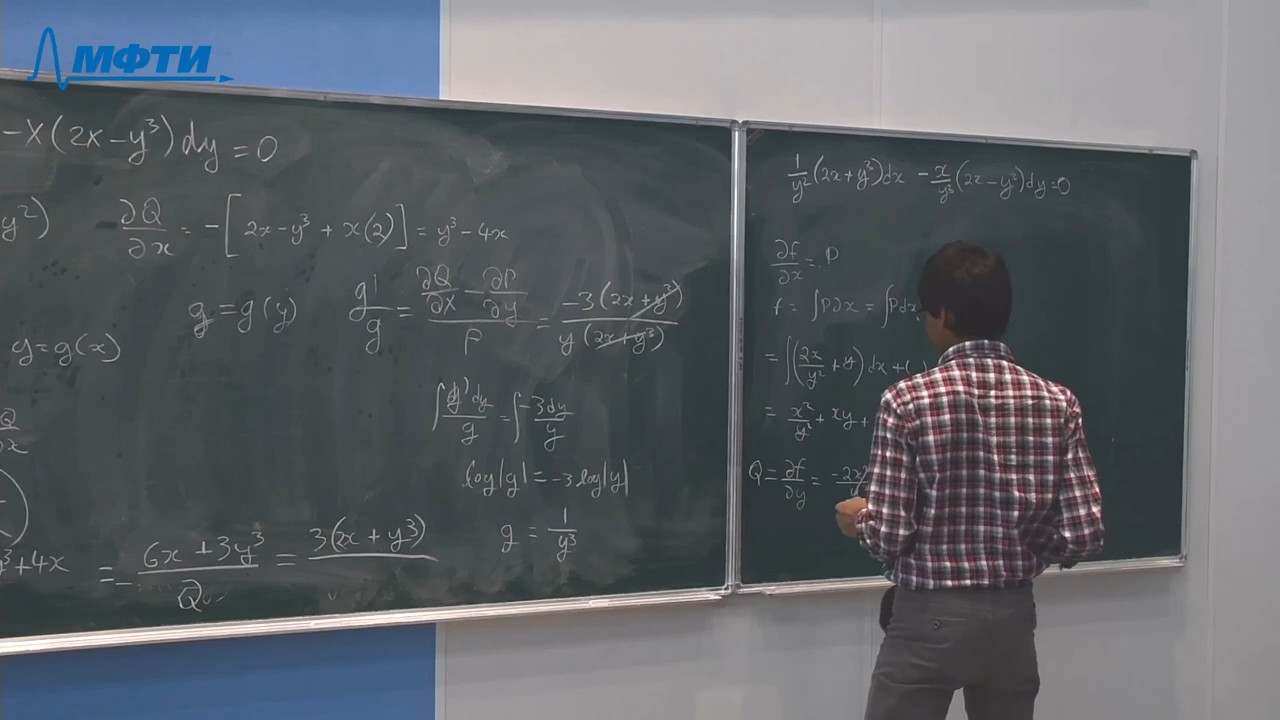 МФТИ
-x(2x-y³)dy=0
y²)
∂Q/∂x = -[2x-y³+x(2)] = y³-4x
g=g(x)
g=g(y)
g'/g = (∂Q/∂x - ∂P/∂y)/P = -3(2x+y³)/y(2x+y³)
∫ dy/g = ∫ -3dy/y
log|g| = -3log|y|
g = 1/y³
+4x = -(6x+3y³)/Q = 3(2x+y³)
1/y²(2x+y³)dx - x/y³(2x-y³)dy=0
∂f/∂x = P
f = ∫Pdx = ∫Pdx
= ∫(2x/y²+y)dx+(
= x²/y² + xy +
Q = ∂f/∂y = -2x²